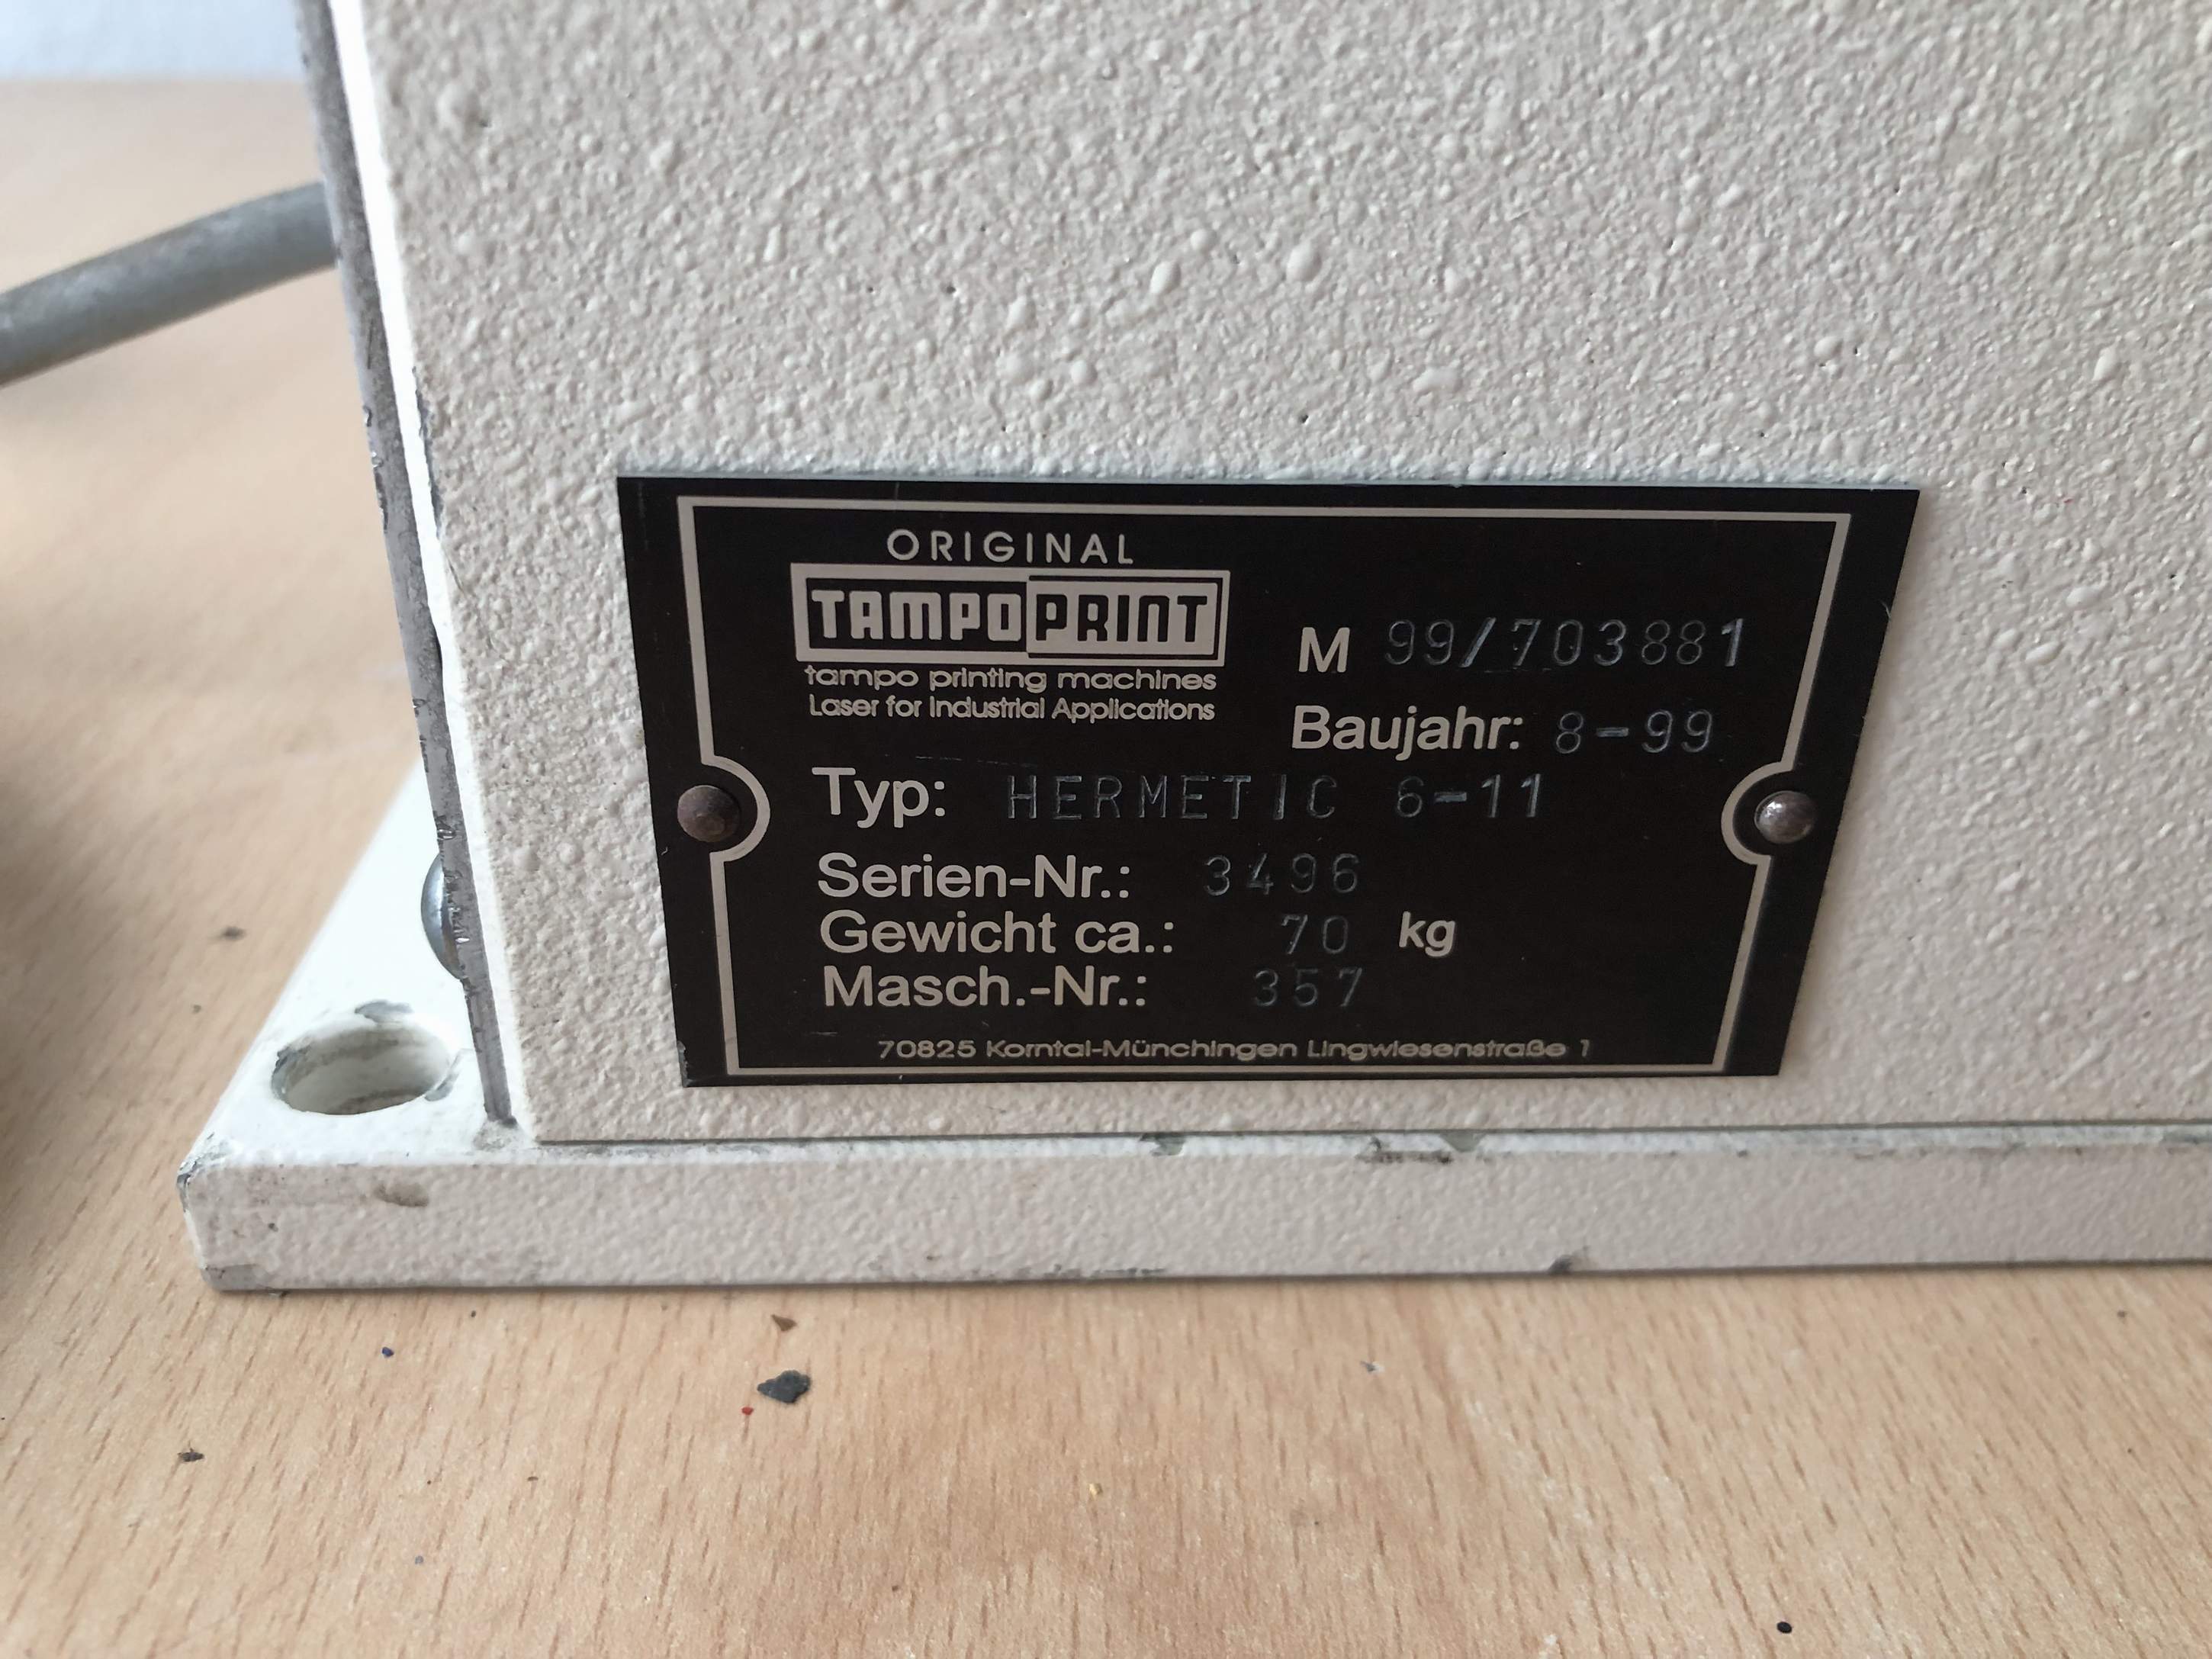 ORIGINAL
TAMPOPRINT
tampo printing machines
Laser for Industrial Applications
M 99/703881
Baujahr: 8-99
Typ: HERMETIC 6-11
Serien-Nr.: 3496
Gewicht ca.: 70 kg
Masch.-Nr.: 357
70825 Korntal-Münchingen Lingwiesenstraße 1